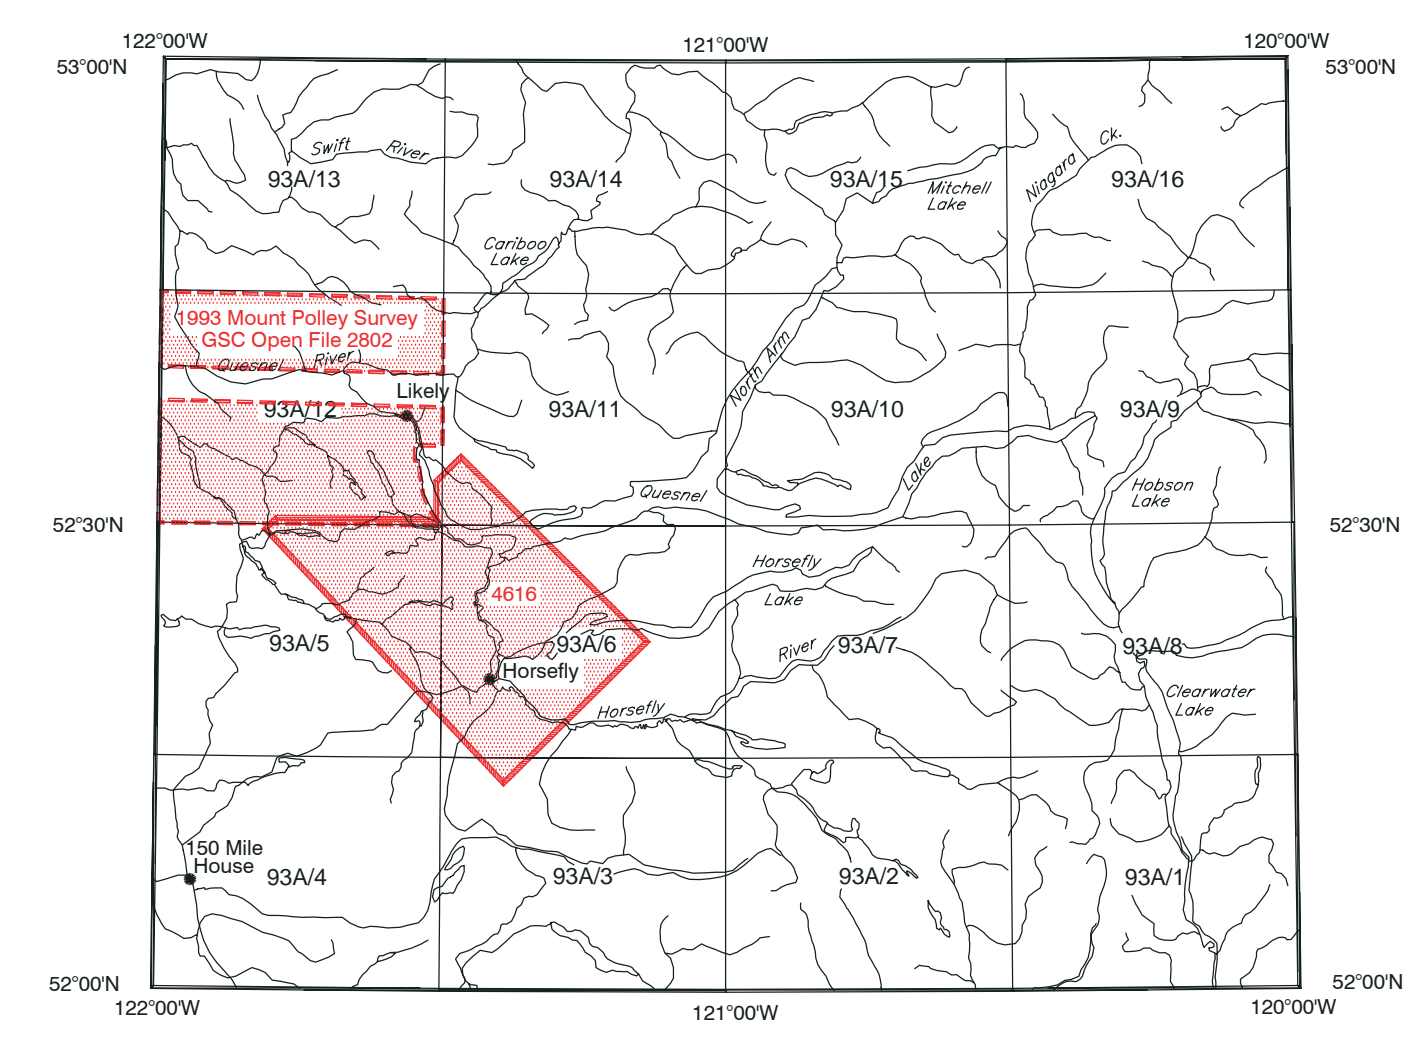 122°00'W
121°00'W
120°00'W
53°00'N
53°00'N
Swift River
Niagara Ck.
93A/13
93A/14
93A/15
93A/16
Mitchell
Lake
Cariboo
Lake
1993 Mount Polley Survey
GSC Open File 2802
Quesnel River
North Arm
Likely
93A/12
93A/11
93A/10
93A/9
Lake
Quesnel
Hobson
Lake
52°30'N
52°30'N
Horsefly
Lake
4616
93A/5
93A/6
River
93A/7
93A/8
Horsefly
Horsefly
Clearwater
Lake
150 Mile
House
93A/4
93A/3
93A/2
93A/1
52°00'N
52°00'N
122°00'W
121°00'W
120°00'W